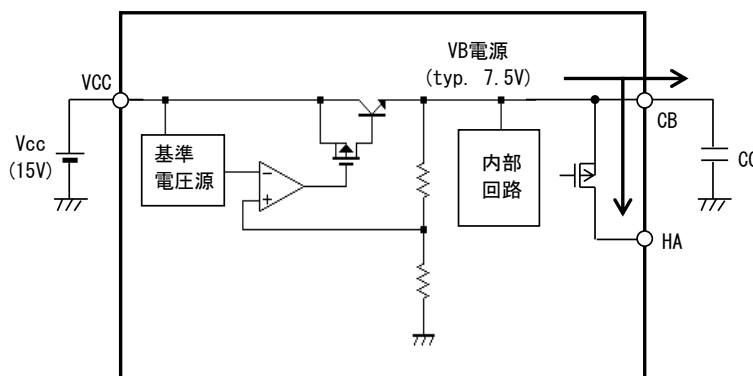 VB電源
(typ. 7.5V)
VCC
CB
Vcc
(15V)
基準
電圧源
−
+
内部
回路
HA